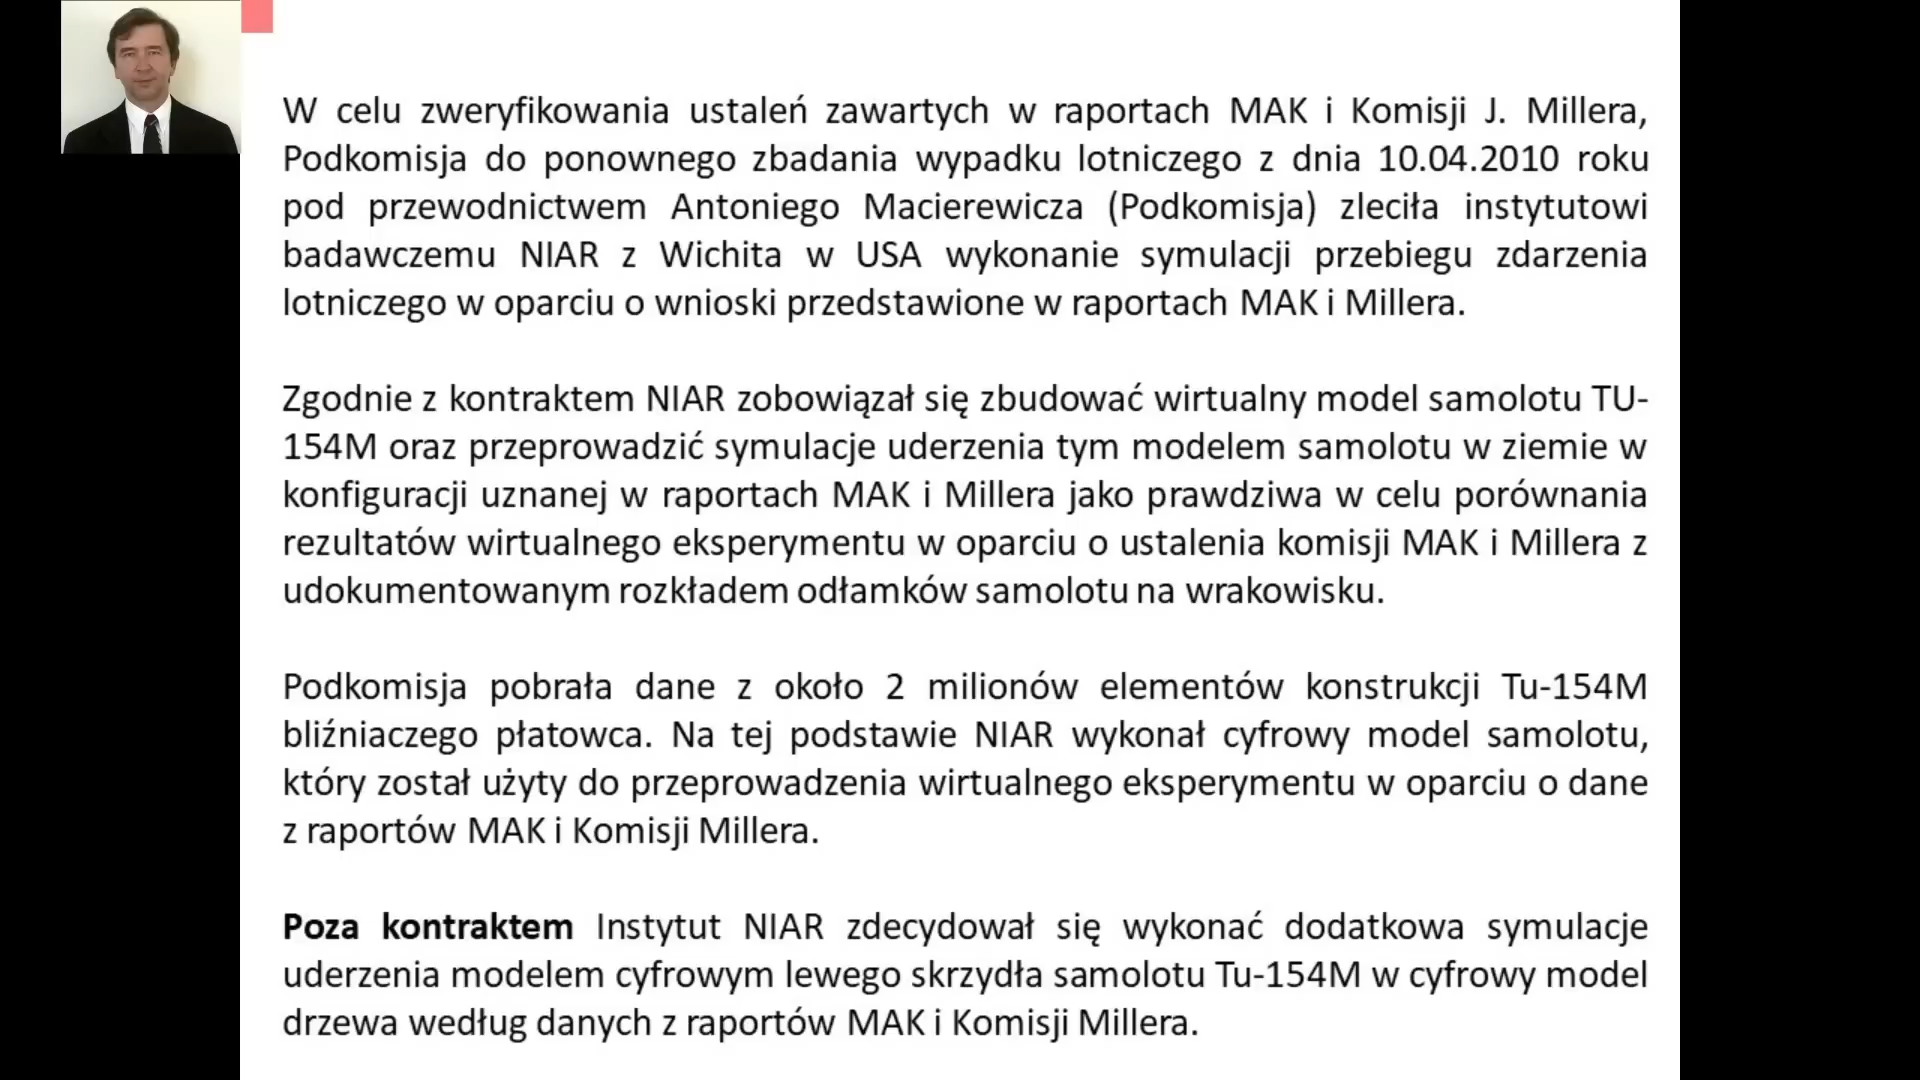 W celu zweryfikowania ustaleń zawartych w raportach MAK i Komisji J. Millera,
Podkomisja do ponownego zbadania wypadku lotniczego z dnia 10.04.2010 roku
pod przewodnictwem Antoniego Macierewicza (Podkomisja) zleciła instytutowi
badawczemu NIAR z Wichita w USA wykonanie symulacji przebiegu zdarzenia
lotniczego w oparciu o wnioski przedstawione w raportach MAK i Millera.
Zgodnie z kontraktem NIAR zobowiązał się zbudować wirtualny model samolotu TU-
154M oraz przeprowadzić symulacje uderzenia tym modelem samolotu w ziemie w
konfiguracji uznanej w raportach MAK i Millera jako prawdziwa w celu porównania
rezultatów wirtualnego eksperymentu w oparciu o ustalenia komisji MAK i Millera z
udokumentowanym rozkładem odłamków samolotu na wrakowisku.
Podkomisja pobrała dane z około 2 milionów elementów konstrukcji Tu-154M
bliźniaczego płatowca. Na tej podstawie NIAR wykonał cyfrowy model samolotu,
który został użyty do przeprowadzenia wirtualnego eksperymentu w oparciu o dane
z raportów MAK i Komisji Millera.
Poza kontraktem Instytut NIAR zdecydował się wykonać dodatkowa symulacje
uderzenia modelem cyfrowym lewego skrzydła samolotu Tu-154M w cyfrowy model
drzewa według danych z raportów MAK i Komisji Millera.